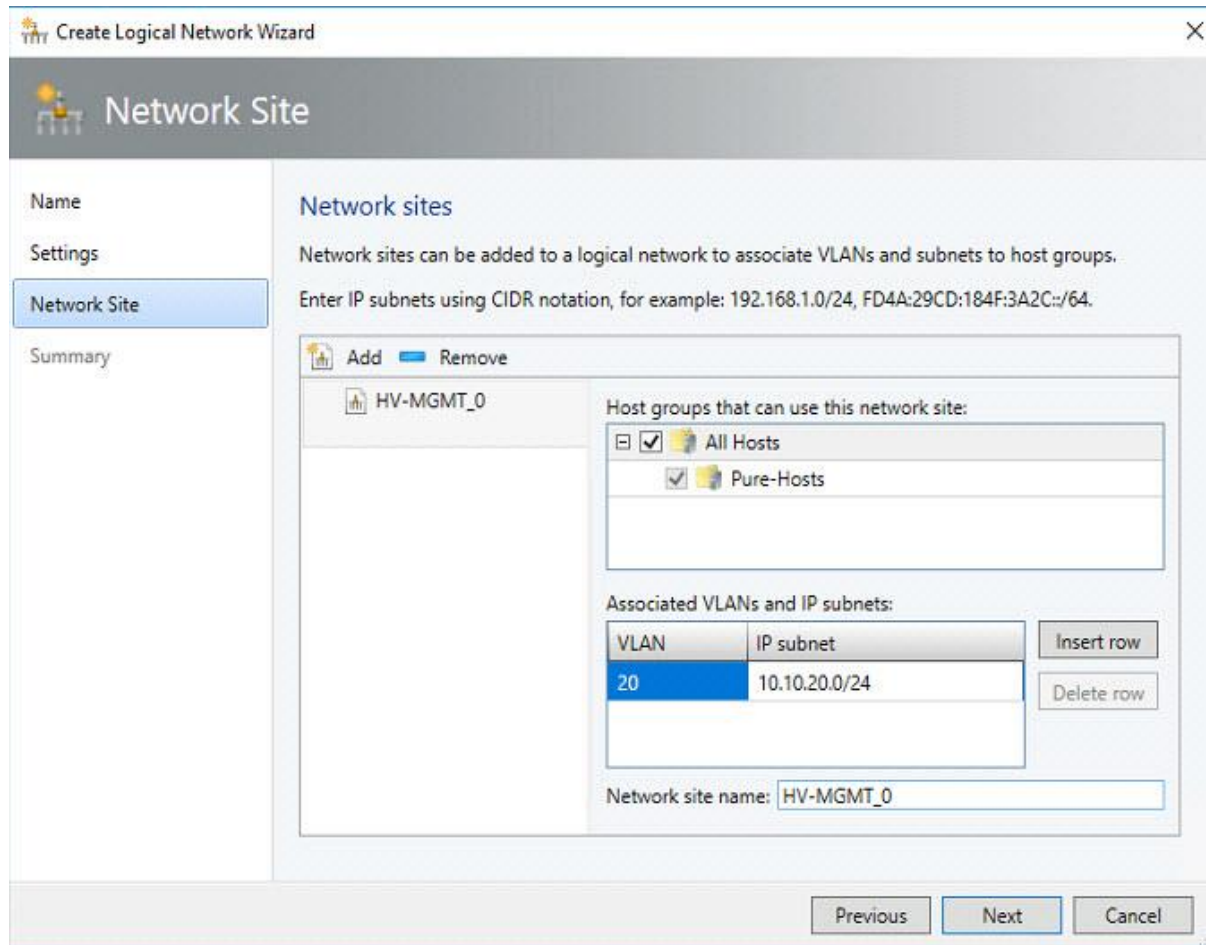 Create Logical Network Wizard
Network Site
Name
Settings
Network Site
Summary
Network sites
Network sites can be added to a logical network to associate VLANs and subnets to host groups.
Enter IP subnets using CIDR notation, for example: 192.168.1.0/24, FD4A:29CD:184F:3A2C::/64.
Add Remove
HV-MGMT_0
Host groups that can use this network site:
All Hosts
Pure-Hosts
Associated VLANs and IP subnets:
VLAN IP subnet
20 10.10.20.0/24
Insert row
Delete row
Network site name: HV-MGMT_0
Previous Next Cancel